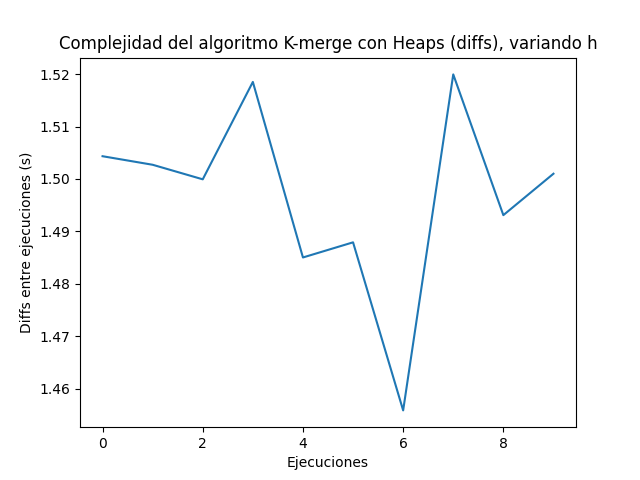 Complejidad del algoritmo K-merge con Heaps (diffs), variando h
1.52
1.51
1.50
1.49
1.48
1.47
1.46
Diffs entre ejecuciones (s)
0 2 4 6 8
Ejecuciones